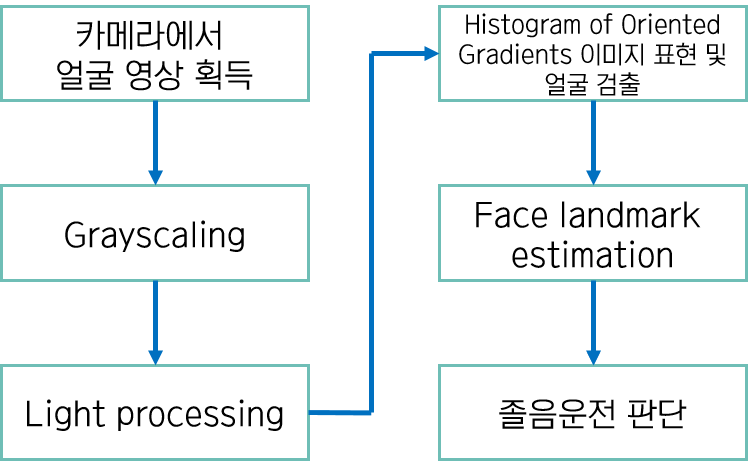 카메라에서
얼굴 영상 획득
Grayscaling
Light processing
Histogram of Oriented
Gradients 이미지 표현 및
얼굴 검출
Face landmark
estimation
졸음운전 판단